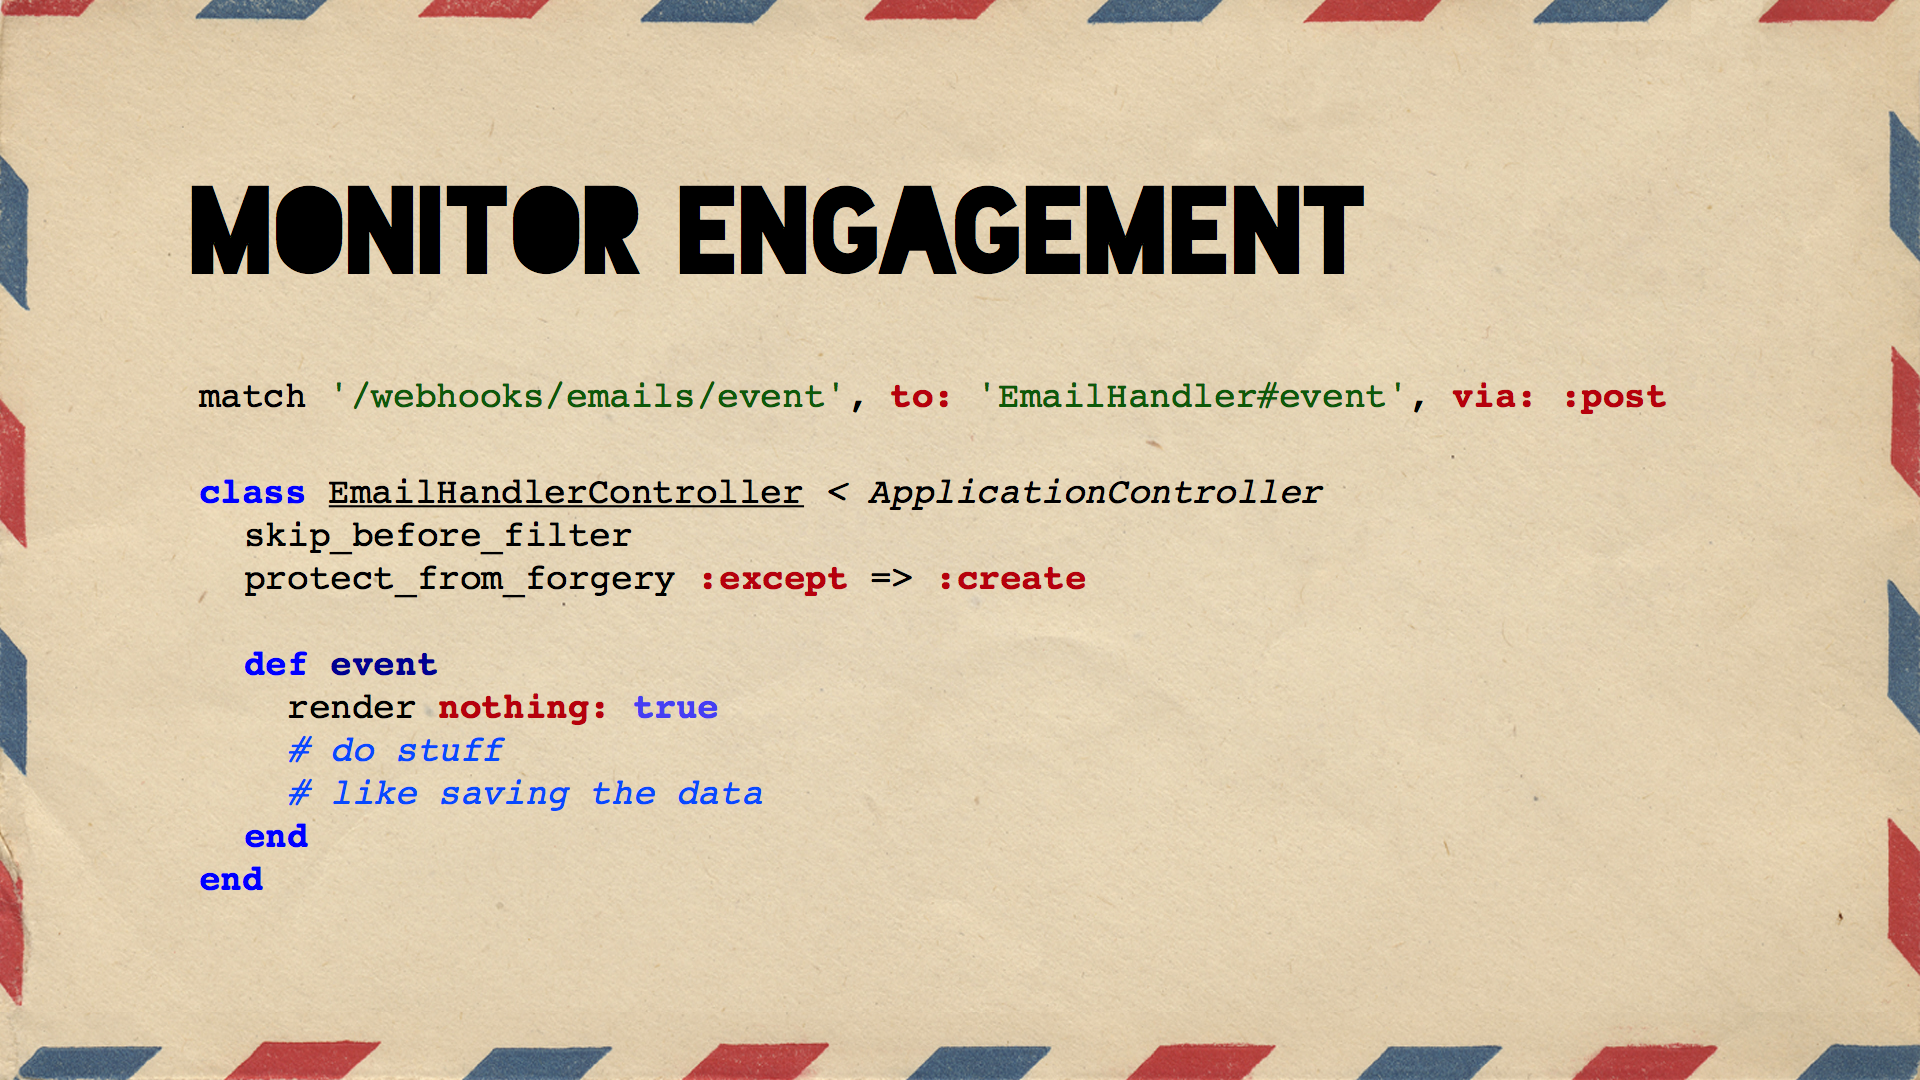 MONITOR ENGAGEMENT
match '/webhooks/emails/event', to: 'EmailHandler#event', via: :post
class EmailHandlerController < ApplicationController
  skip_before_filter
  protect_from_forgery :except => :create
  def event
    render nothing: true
    # do stuff
    # like saving the data
  end
end